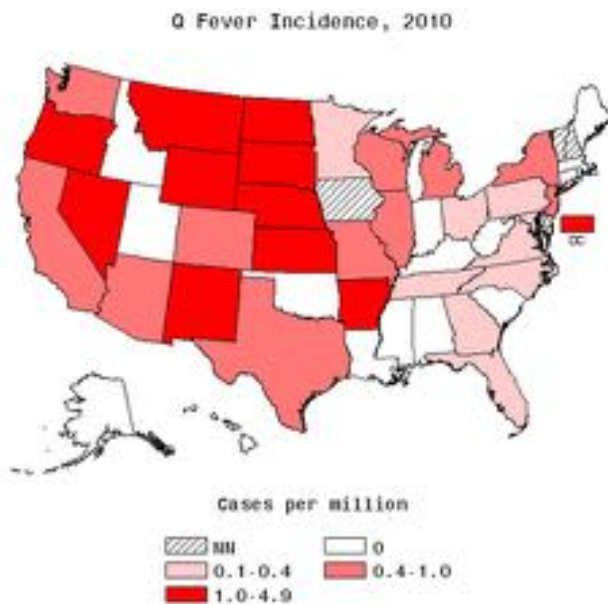 Q Fever Incidence, 2010
DC
Cases per million
NN
0
0.1-0.4
0.4-1.0
1.0-4.9